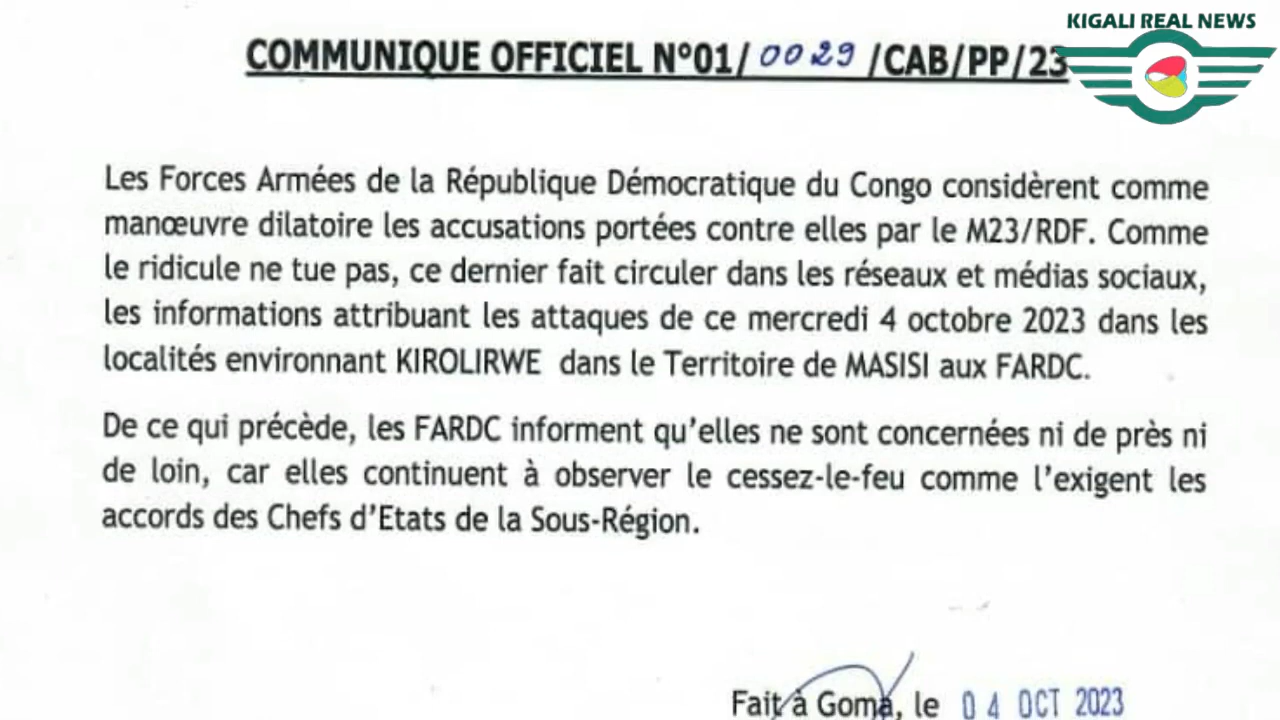 KIGALI REAL NEWS
COMMUNIQUE OFFICIEL N°01/ 0029 /CAB/PP/23
Les Forces Armées de la République Démocratique du Congo considèrent comme
manœuvre dilatoire les accusations portées contre elles par le M23/RDF. Comme
le ridicule ne tue pas, ce dernier fait circuler dans les réseaux et médias sociaux,
les informations attribuant les attaques de ce mercredi 4 octobre 2023 dans les
localités environnant KIROLIRWE dans le Territoire de MASISI aux FARDC.
De ce qui précède, les FARDC informent qu'elles ne sont concernées ni de près ni
de loin, car elles continuent à observer le cessez-le-feu comme l'exigent les
accords des Chefs d'Etats de la Sous-Région.
Fait à Goma, le 04 OCT 2023